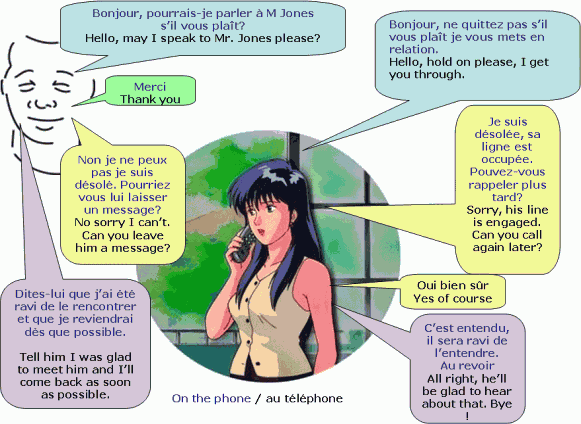 Bonjour, pourrais-je parler à M Jones
s'il vous plaît?
Hello, may I speak to Mr. Jones please?
Bonjour, ne quittez pas s'il
vous plaît je vous mets en
relation.
Hello, hold on please, I get
you through.
Merci
Thank you
Je suis
désolée, sa
ligne est
occupée.
Pouvez-vous
rappeler plus
tard?
Sorry, his line
is engaged.
Can you call
again later?
Non je ne peux
pas je suis
désolé. Pourriez
vous lui laisser
un message?
No sorry I can't.
Can you leave
him a message?
Oui bien sûr
Yes of course
Dites-lui que j'ai été
ravi de le rencontrer
et que je reviendrai
dès que possible.
Tell him I was glad
to meet him and I'll
come back as soon
as possible.
C'est entendu,
il sera ravi de
l'entendre.
Au revoir
All right, he'll
be glad to hear
about that. Bye
!
On the phone / au téléphone